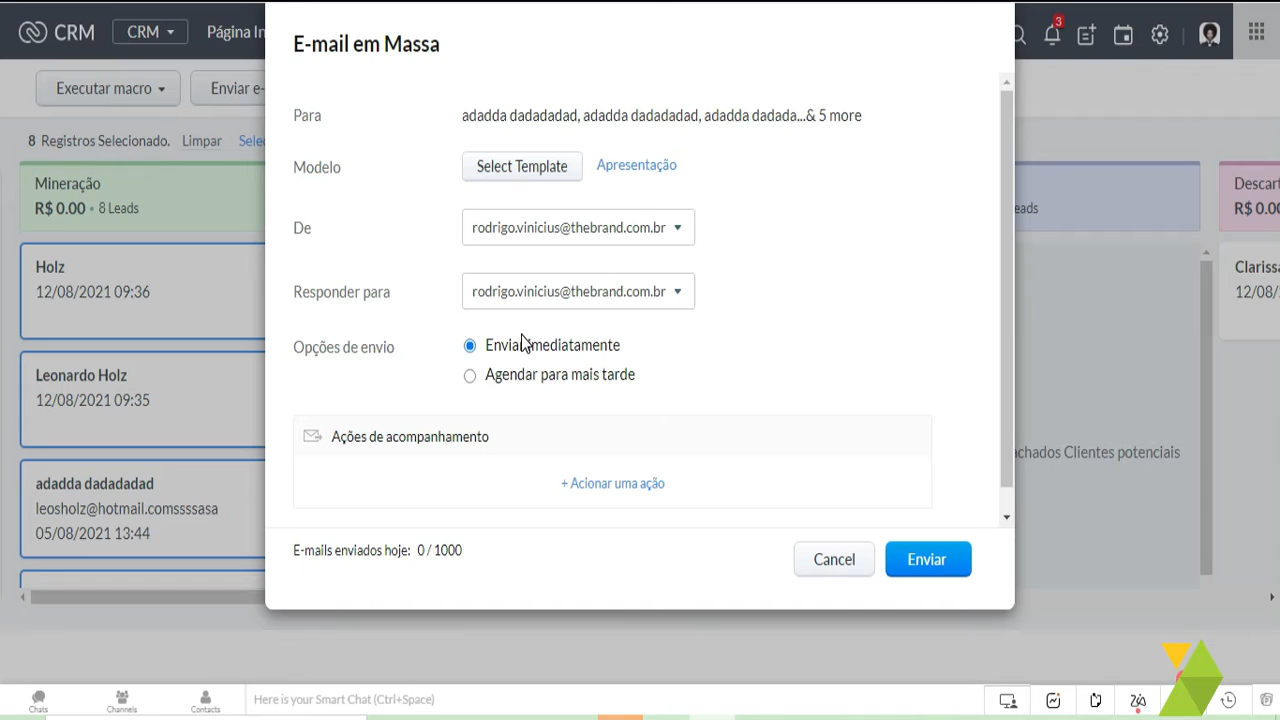 CRM
CRM
Página In
3
E-mail em Massa
Executar macro
Enviar e-
8 Registros Selecionado. Limpar Selec
Para
adadda dadadadad, adadda dadadadad, adadda dadada...& 5 more
Modelo
Select Template
Apresentação
De
rodrigo.vinicius@thebrand.com.br
Responder para
rodrigo.vinicius@thebrand.com.br
Opções de envio
Enviar imediatamente
Agendar para mais tarde
Ações de acompanhamento
+ Acionar uma ação
E-mails enviados hoje: 0 / 1000
Cancel
Enviar
Mineração
R$ 0.00 • 8 Leads
Holz
12/08/2021 09:36
Leonardo Holz
12/08/2021 09:35
adadda dadadadad
leosholz@hotmail.comssssasa
05/08/2021 13:44
eads
achados Clientes potenciais
Descart
R$ 0.00
Clarissa
12/08/
Chats
Channels
Contacts
Here is your Smart Chat (Ctrl+Space)